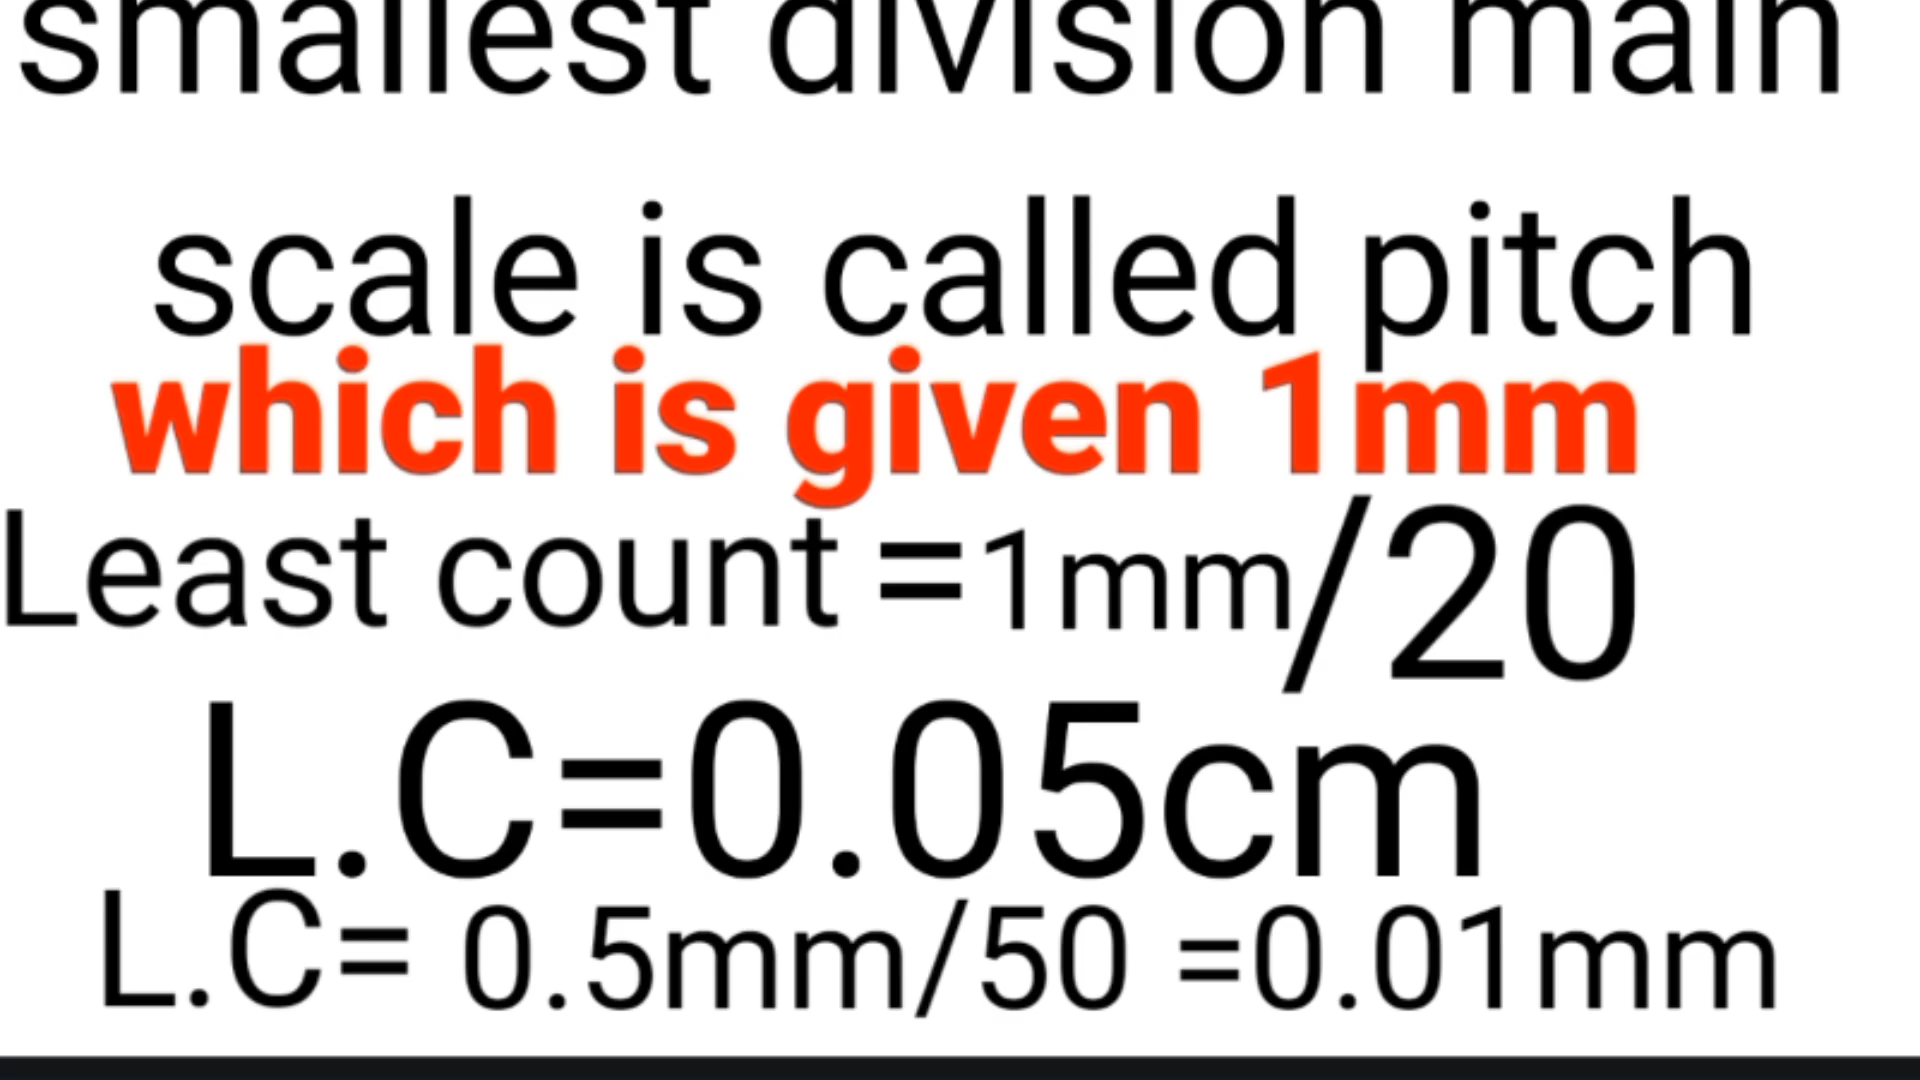 smallest division main
scale is called pitch
which is given 1mm
Least count =1mm/20
L.C=0.05cm
L.C= 0.5mm/50 =0.01mm